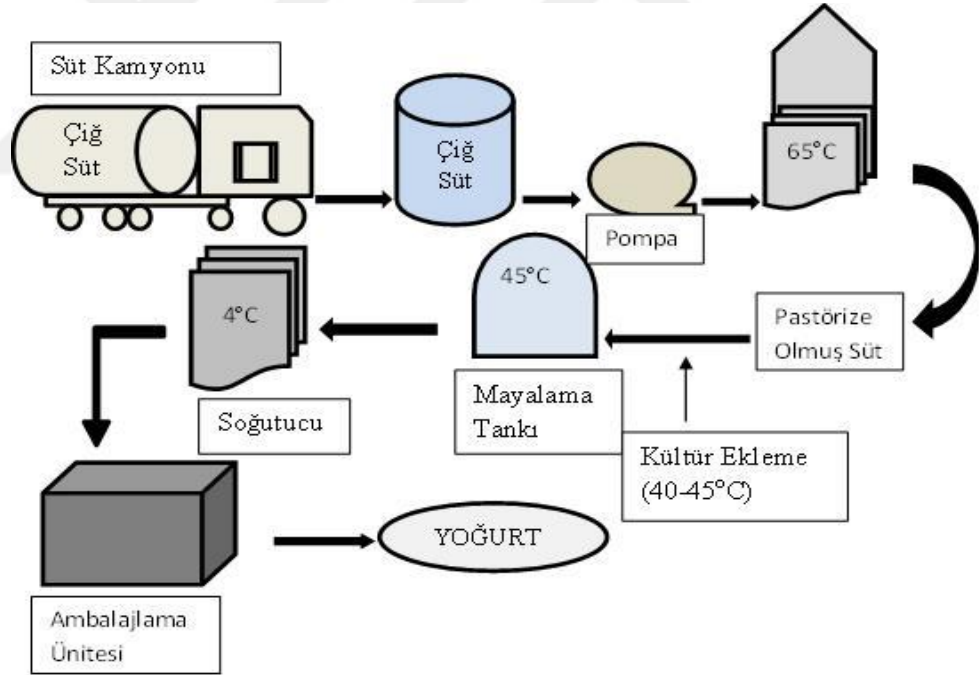 Süt Kamyonu
Çiğ
Süt
Çiğ
Süt
Pompa
65°C
Pastörize
Olmuş Süt
Kültür Ekleme
(40-45°C)
45°C
Mayalama
Tankı
4°C
Soğutucu
Ambalajlama
Ünitesi
YOĞURT